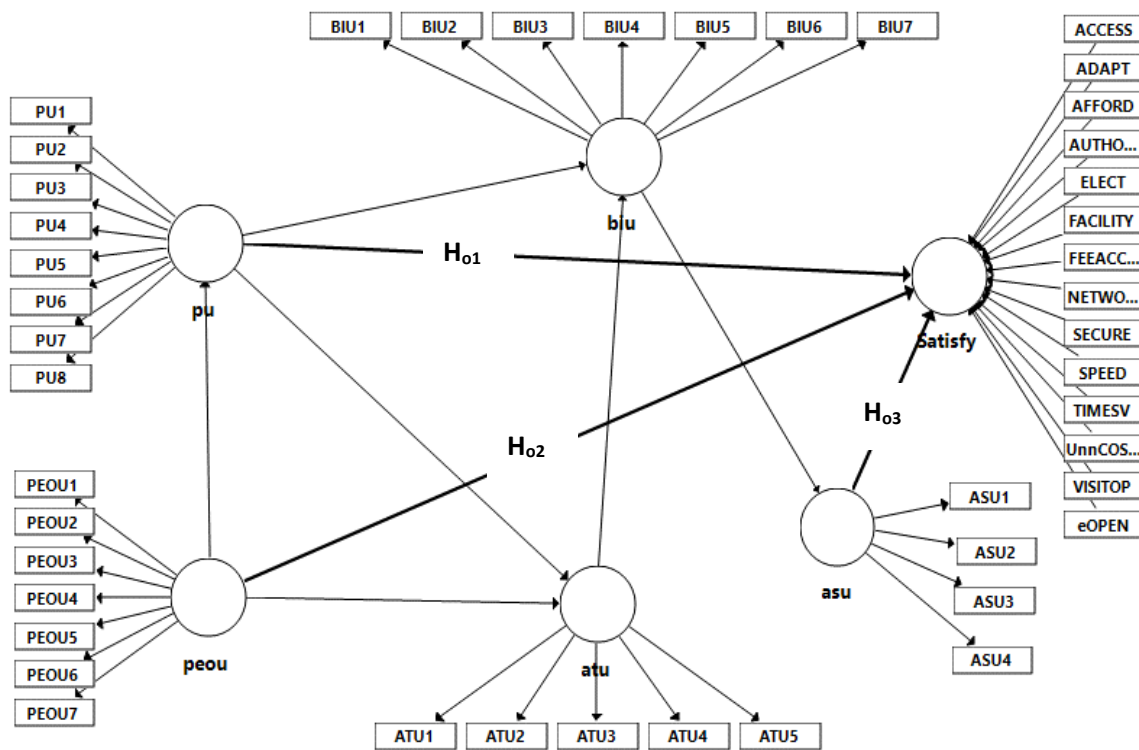 BIU1
BIU2
BIU3
BIU4
BIU5
BIU6
BIU7
ACCESS
ADAPT
AFFORD
AUTHO...
ELECT
FACILITY
FEEACC...
NETWO...
SECURE
SPEED
TIMESV
UnnCOS...
VISITOP
eOPEN
PU1
PU2
PU3
PU4
PU5
PU6
PU7
PU8
pu
biu
Satisfy
Ho1
Ho2
Ho3
PEOU1
PEOU2
PEOU3
PEOU4
PEOU5
PEOU6
PEOU7
peou
atu
asu
ASU1
ASU2
ASU3
ASU4
ATU1
ATU2
ATU3
ATU4
ATU5